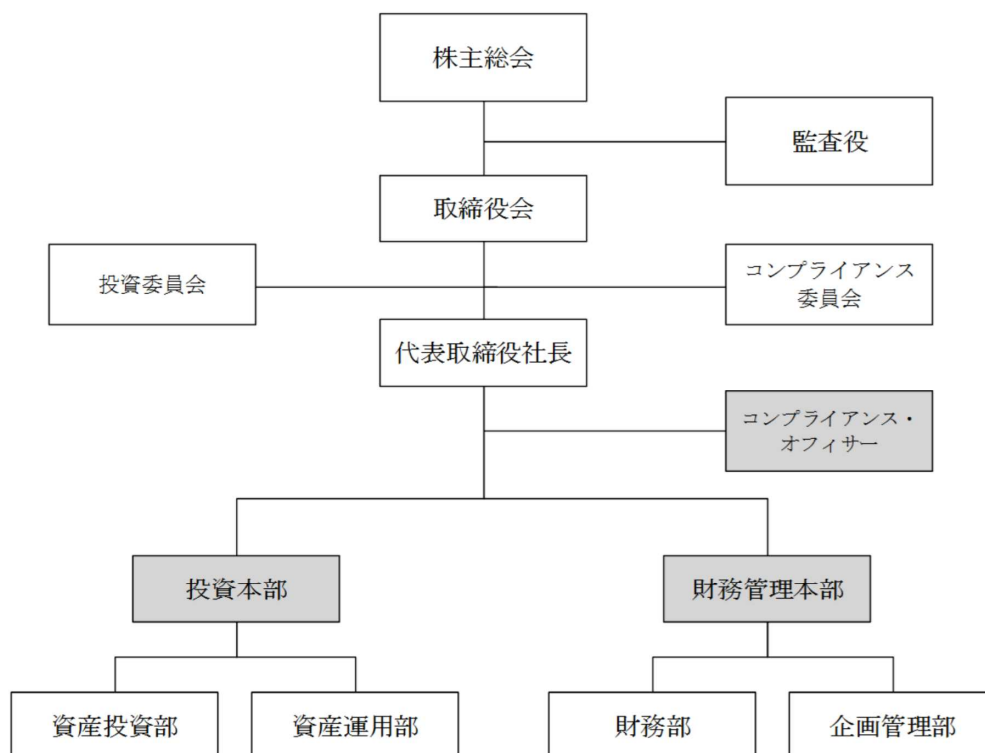 株主総会
監査役
取締役会
投資委員会
コンプライアンス
委員会
代表取締役社長
コンプライアンス・
オフィサー
投資本部
財務管理本部
資産投資部
資産運用部
財務部
企画管理部